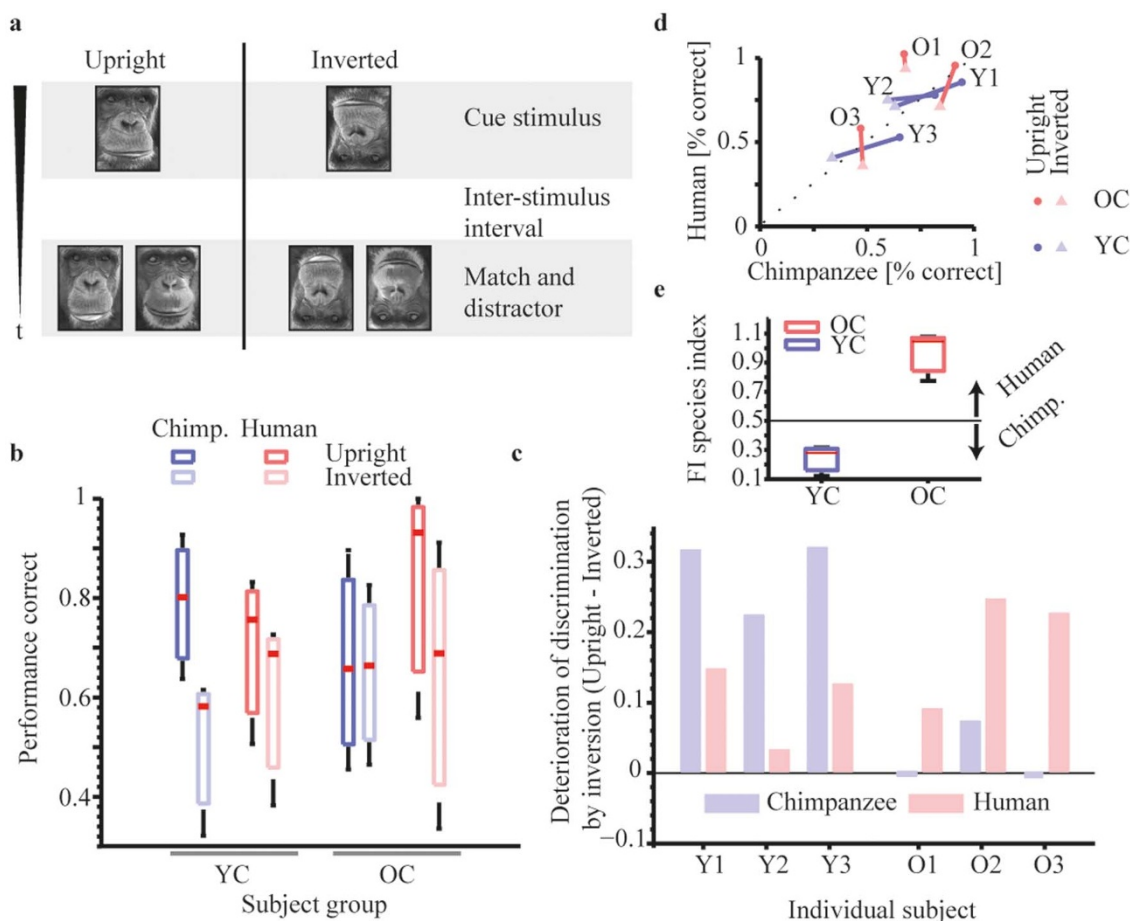 a
Upright
Inverted
Cue stimulus
Inter-stimulus
interval
Match and
distractor
t
d
Human [% correct]
1
0.5
0
O1
O2
Y1
Y2
O3
Y3
0
0.5
1
Chimpanzee [% correct]
Upright
Inverted
OC
YC
e
FI species index
1.1
0.9
0.7
0.5
0.3
0.1
OC
YC
Human
Chimp.
YC
OC
b
Chimp.
Human
Upright
Inverted
Performance correct
1
0.8
0.6
0.4
YC
OC
Subject group
c
Deterioration of discrimination
by inversion (Upright - Inverted)
0.3
0.2
0.1
0
−0.1
Chimpanzee
Human
Y1
Y2
Y3
O1
O2
O3
Individual subject